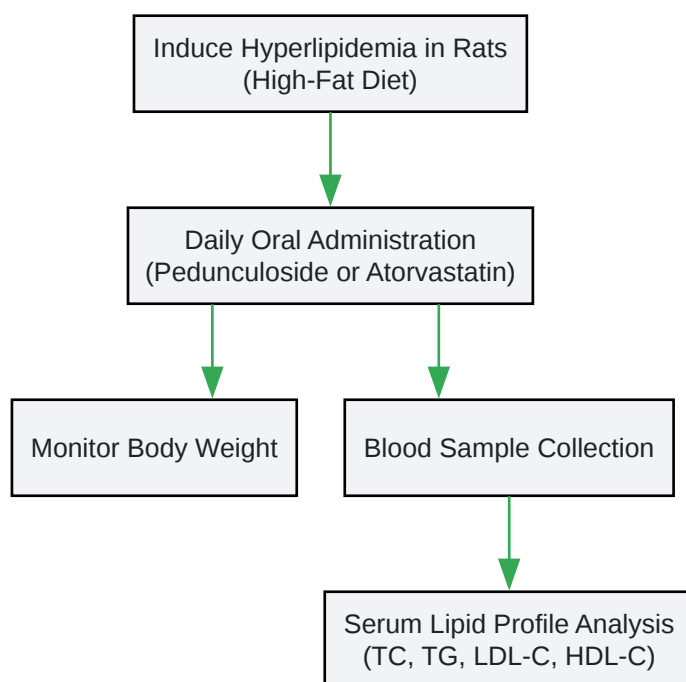 Induce Hyperlipidemia in Rats
(High-Fat Diet)
Daily Oral Administration
(Pedunculoside or Atorvastatin)
Monitor Body Weight
Blood Sample Collection
Serum Lipid Profile Analysis
(TC, TG, LDL-C, HDL-C)